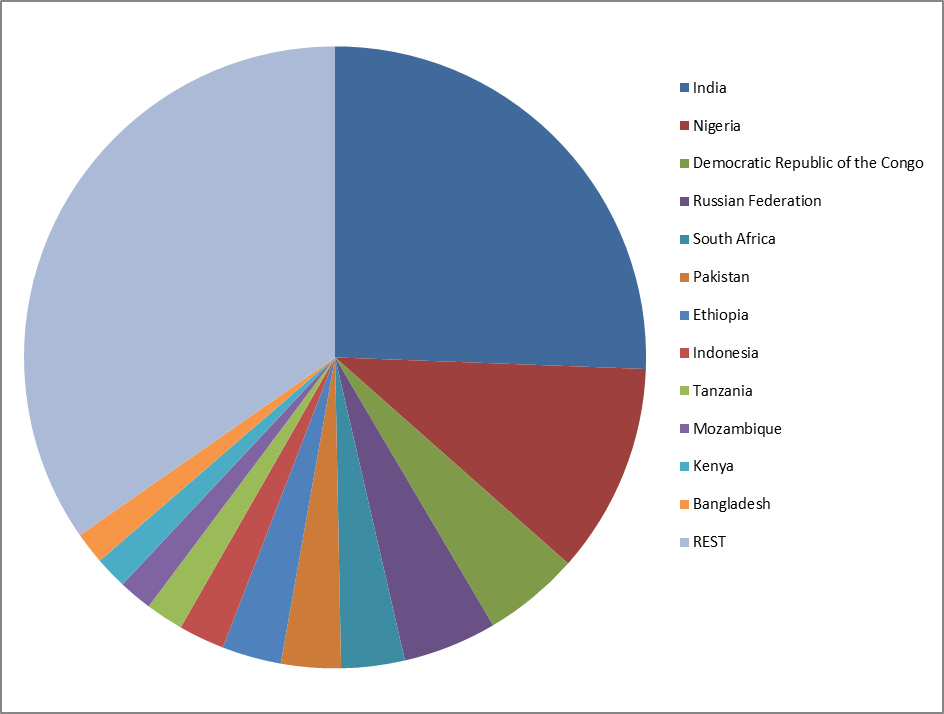 India
Nigeria
Democratic Republic of the Congo
Russian Federation
South Africa
Pakistan
Ethiopia
Indonesia
Tanzania
Mozambique
Kenya
Bangladesh
REST